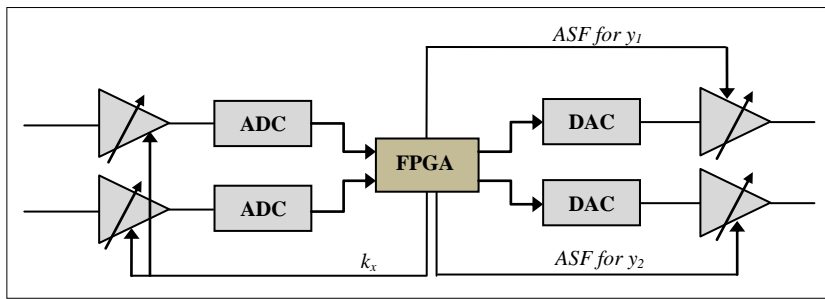 ASF for y1
ADC
DAC
FPGA
ADC
DAC
kx
ASF for y2